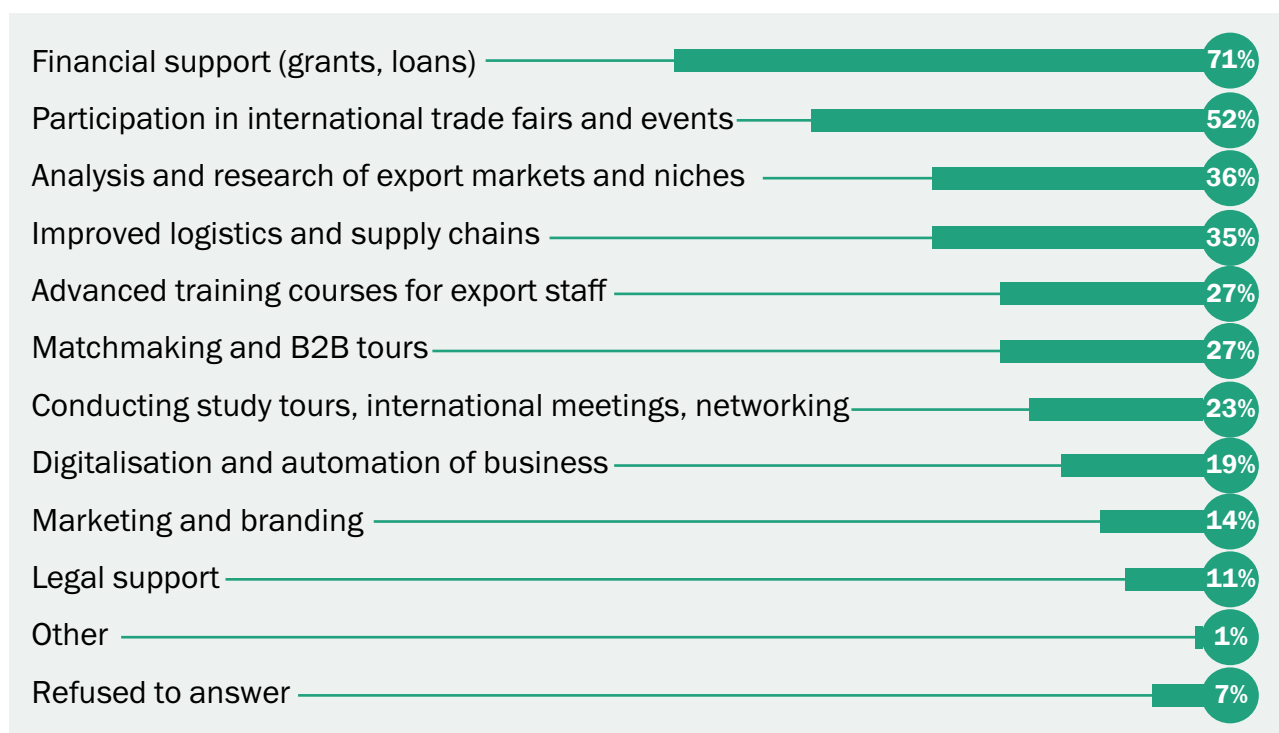 Financial support (grants, loans) 71%
Participation in international trade fairs and events 52%
Analysis and research of export markets and niches 36%
Improved logistics and supply chains 35%
Advanced training courses for export staff 27%
Matchmaking and B2B tours 27%
Conducting study tours, international meetings, networking 23%
Digitalisation and automation of business 19%
Marketing and branding 14%
Legal support 11%
Other 1%
Refused to answer 7%